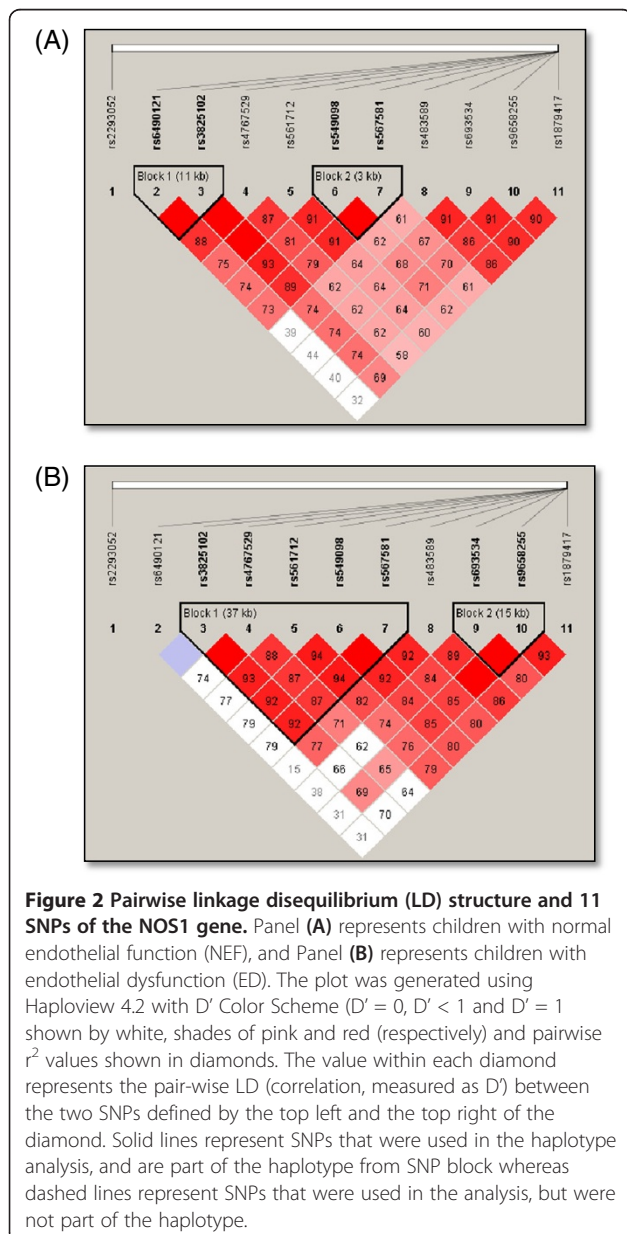 (A)
rs2293052
rs6490121
rs3825102
rs4767529
rs561712
rs549098
rs567581
rs483589
rs693534
rs9658255
rs1879417
Block 1 (11 kb)
Block 2 (3 kb)
1 2 3 4 5 6 7 8 9 10 11
87 91 61 91 91 90
88 81 91 62 67 86 90
75 93 79 64 68 70 86
74 89 62 64 71 61
73 74 62 64 62
39 74 62 60
44 74 58
40 69
32
(B)
rs2293052
rs6490121
rs3825102
rs4767529
rs561712
rs549098
rs567581
rs483589
rs693534
rs9658255
rs1879417
Block 1 (37 kb)
Block 2 (15 kb)
1 2 3 4 5 6 7 8 9 10 11
88 94 92 89 93
74 93 87 94 92 84 80
77 92 87 82 84 85 86
79 92 71 74 85 80
79 77 62 76 80
15 66 65 79
38 69 64
31 70
31
Figure 2 Pairwise linkage disequilibrium (LD) structure and 11
SNPs of the NOS1 gene. Panel (A) represents children with normal
endothelial function (NEF), and Panel (B) represents children with
endothelial dysfunction (ED). The plot was generated using
Haploview 4.2 with D’ Color Scheme (D’ = 0, D’ < 1 and D’ = 1
shown by white, shades of pink and red (respectively) and pairwise
r² values shown in diamonds. The value within each diamond
represents the pair-wise LD (correlation, measured as D’) between
the two SNPs defined by the top left and the top right of the
diamond. Solid lines represent SNPs that were used in the haplotype
analysis, and are part of the haplotype from SNP block whereas
dashed lines represent SNPs that were used in the analysis, but were
not part of the haplotype.